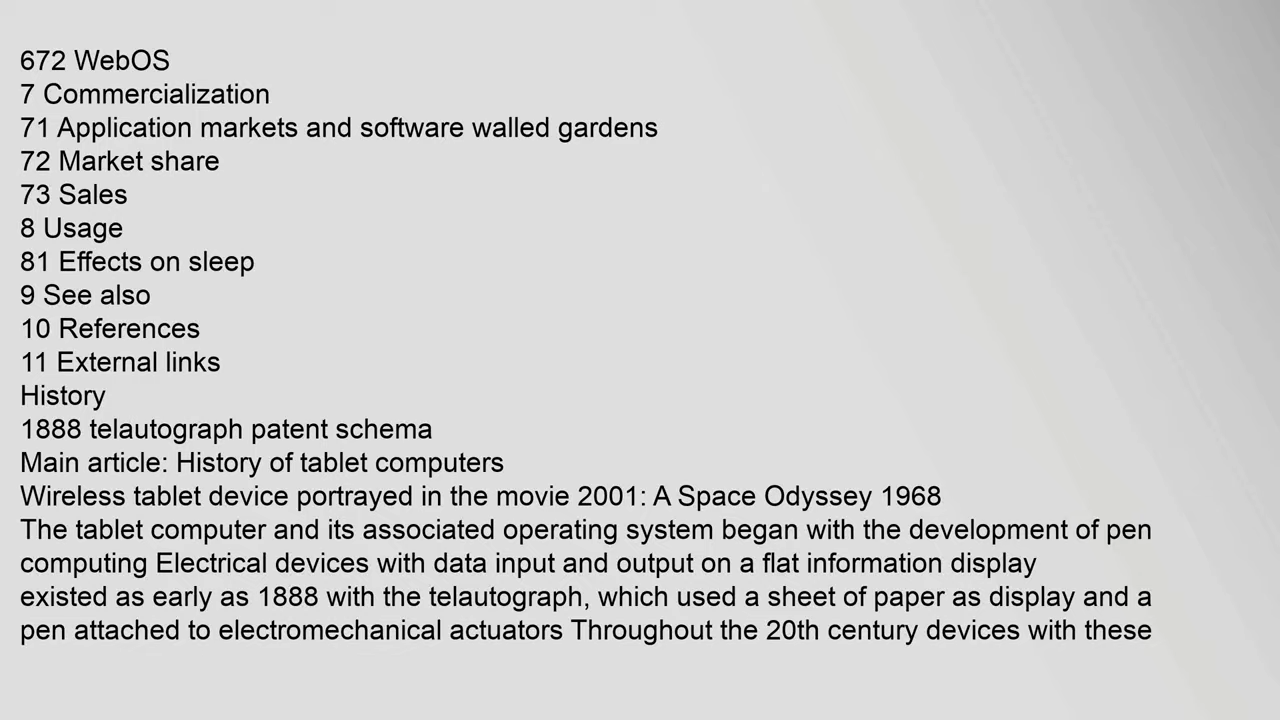 672 WebOS
7 Commercialization
71 Application markets and software walled gardens
72 Market share
73 Sales
8 Usage
81 Effects on sleep
9 See also
10 References
11 External links
History
1888 telautograph patent schema
Main article: History of tablet computers
Wireless tablet device portrayed in the movie 2001: A Space Odyssey 1968
The tablet computer and its associated operating system began with the development of pen
computing Electrical devices with data input and output on a flat information display
existed as early as 1888 with the telautograph, which used a sheet of paper as display and a
pen attached to electromechanical actuators Throughout the 20th century devices with these